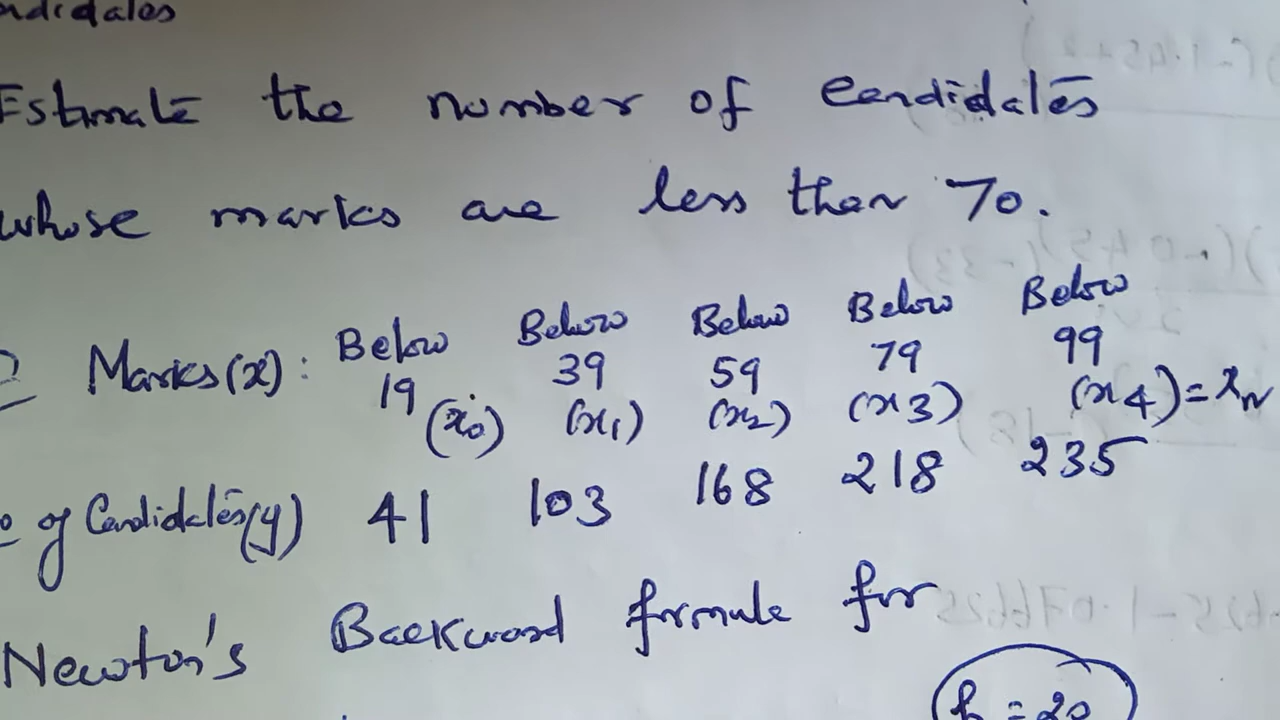 Estimate the number of Candidates
whose marks are less than 70.
Marks(x): Below 19 (x0) Below 39 (x1) Below 59 (x2) Below 79 (x3) Below 99 (x4) = xn
of Candidates(y) 41 103 168 218 235
Newton's Backward formula for
h = 20